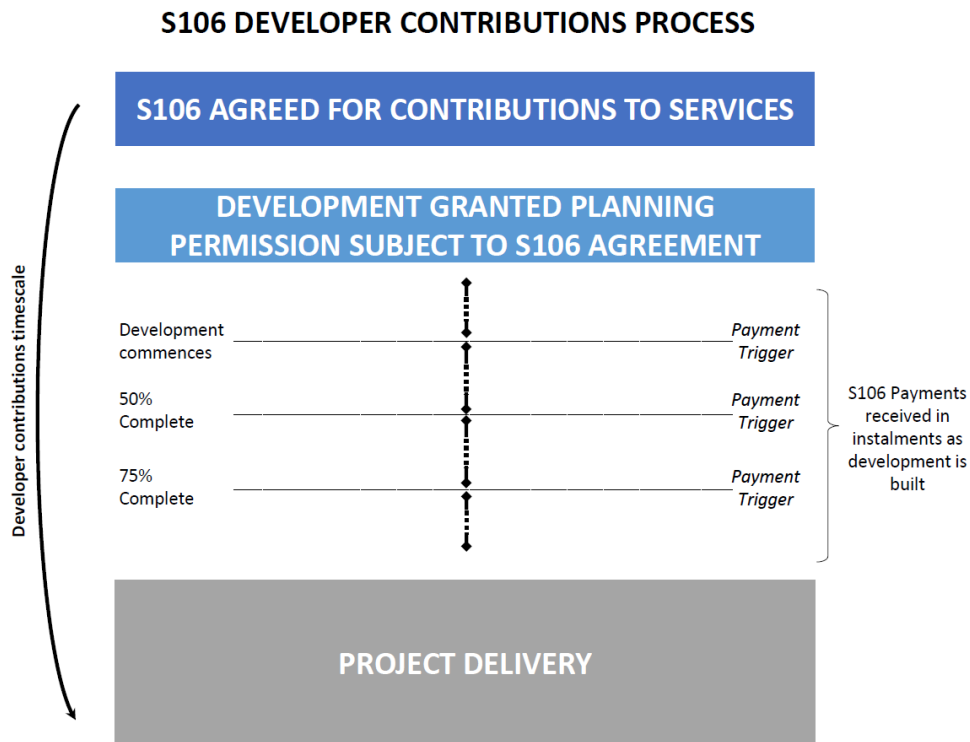 S106 DEVELOPER CONTRIBUTIONS PROCESS
S106 AGREED FOR CONTRIBUTIONS TO SERVICES
DEVELOPMENT GRANTED PLANNING
PERMISSION SUBJECT TO S106 AGREEMENT
Developer contributions timescale
Development
commences
Payment
Trigger
50%
Complete
Payment
Trigger
75%
Complete
Payment
Trigger
S106 Payments
received in
instalments as
development is
built
PROJECT DELIVERY